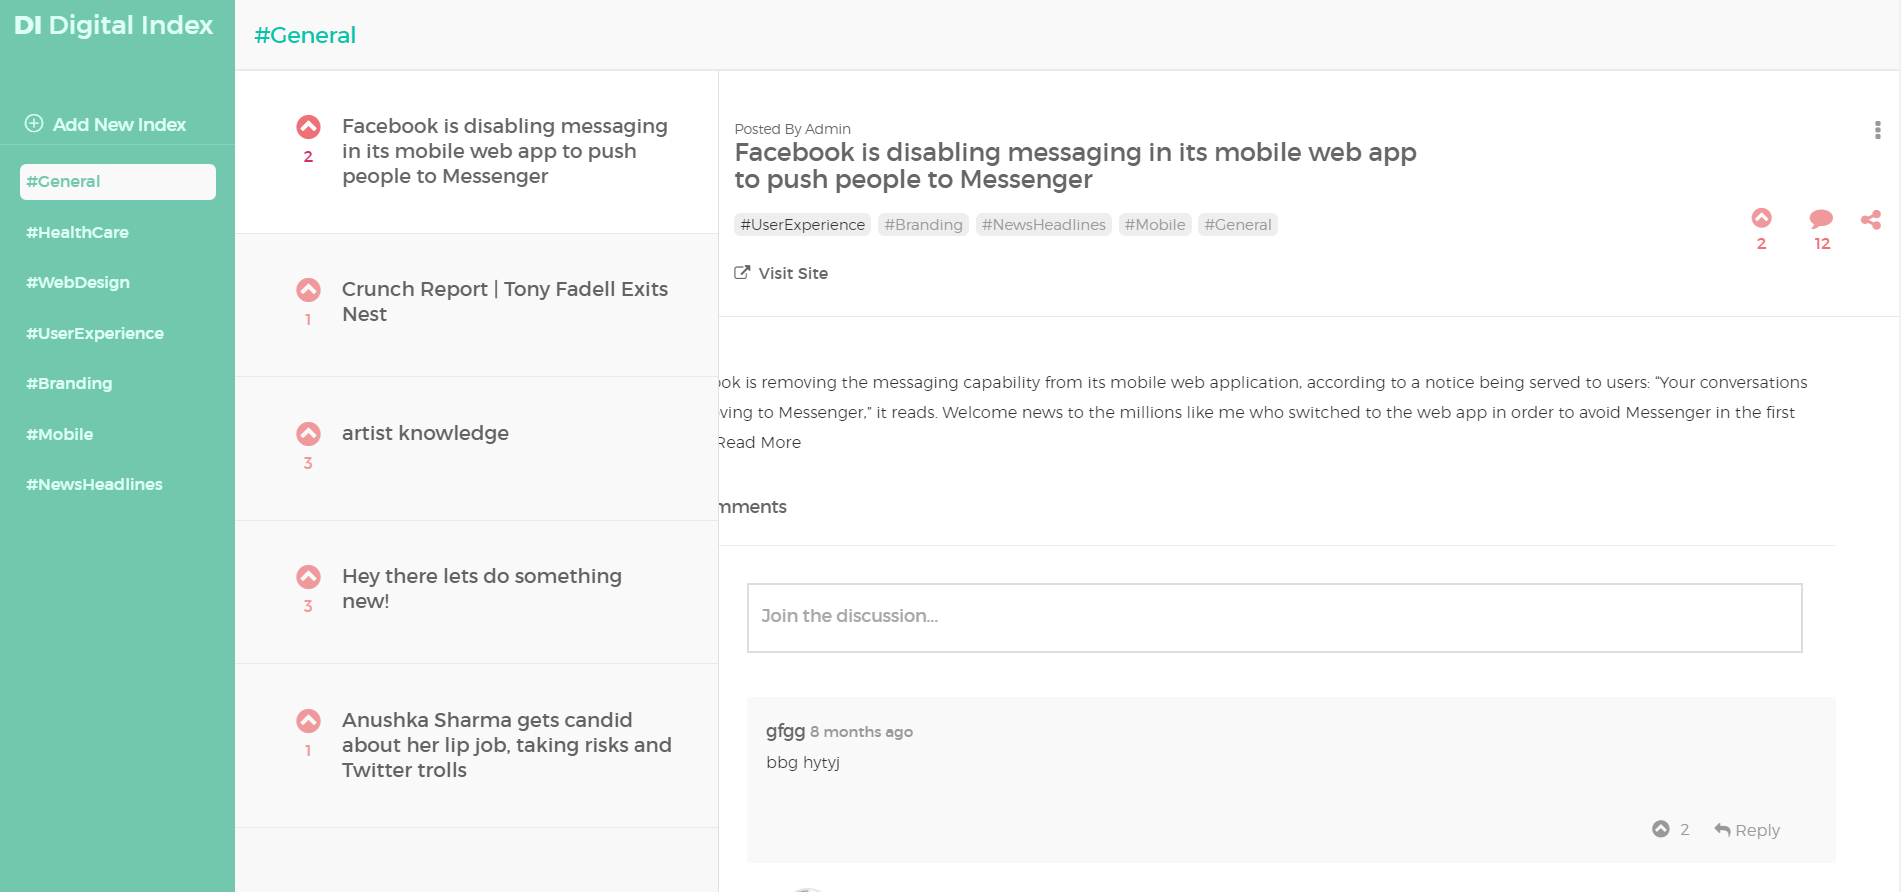 DI Digital Index
Add New Index
#General
#HealthCare
#WebDesign
#UserExperience
#Branding
#Mobile
#NewsHeadlines
#General
Facebook is disabling messaging
in its mobile web app to push
people to Messenger
2
Crunch Report | Tony Fadell Exits
Nest
1
artist knowledge
3
Hey there lets do something
new!
3
Anushka Sharma gets candid
about her lip job, taking risks and
Twitter trolls
1
Posted By Admin
Facebook is disabling messaging in its mobile web app
to push people to Messenger
#UserExperience #Branding #NewsHeadlines #Mobile #General
2 12
Visit Site
ook is removing the messaging capability from its mobile web application, according to a notice being served to users: “Your conversations
ving to Messenger,” it reads. Welcome news to the millions like me who switched to the web app in order to avoid Messenger in the first
Read More
mments
Join the discussion...
gfgg 8 months ago
bbg hytyj
2 Reply